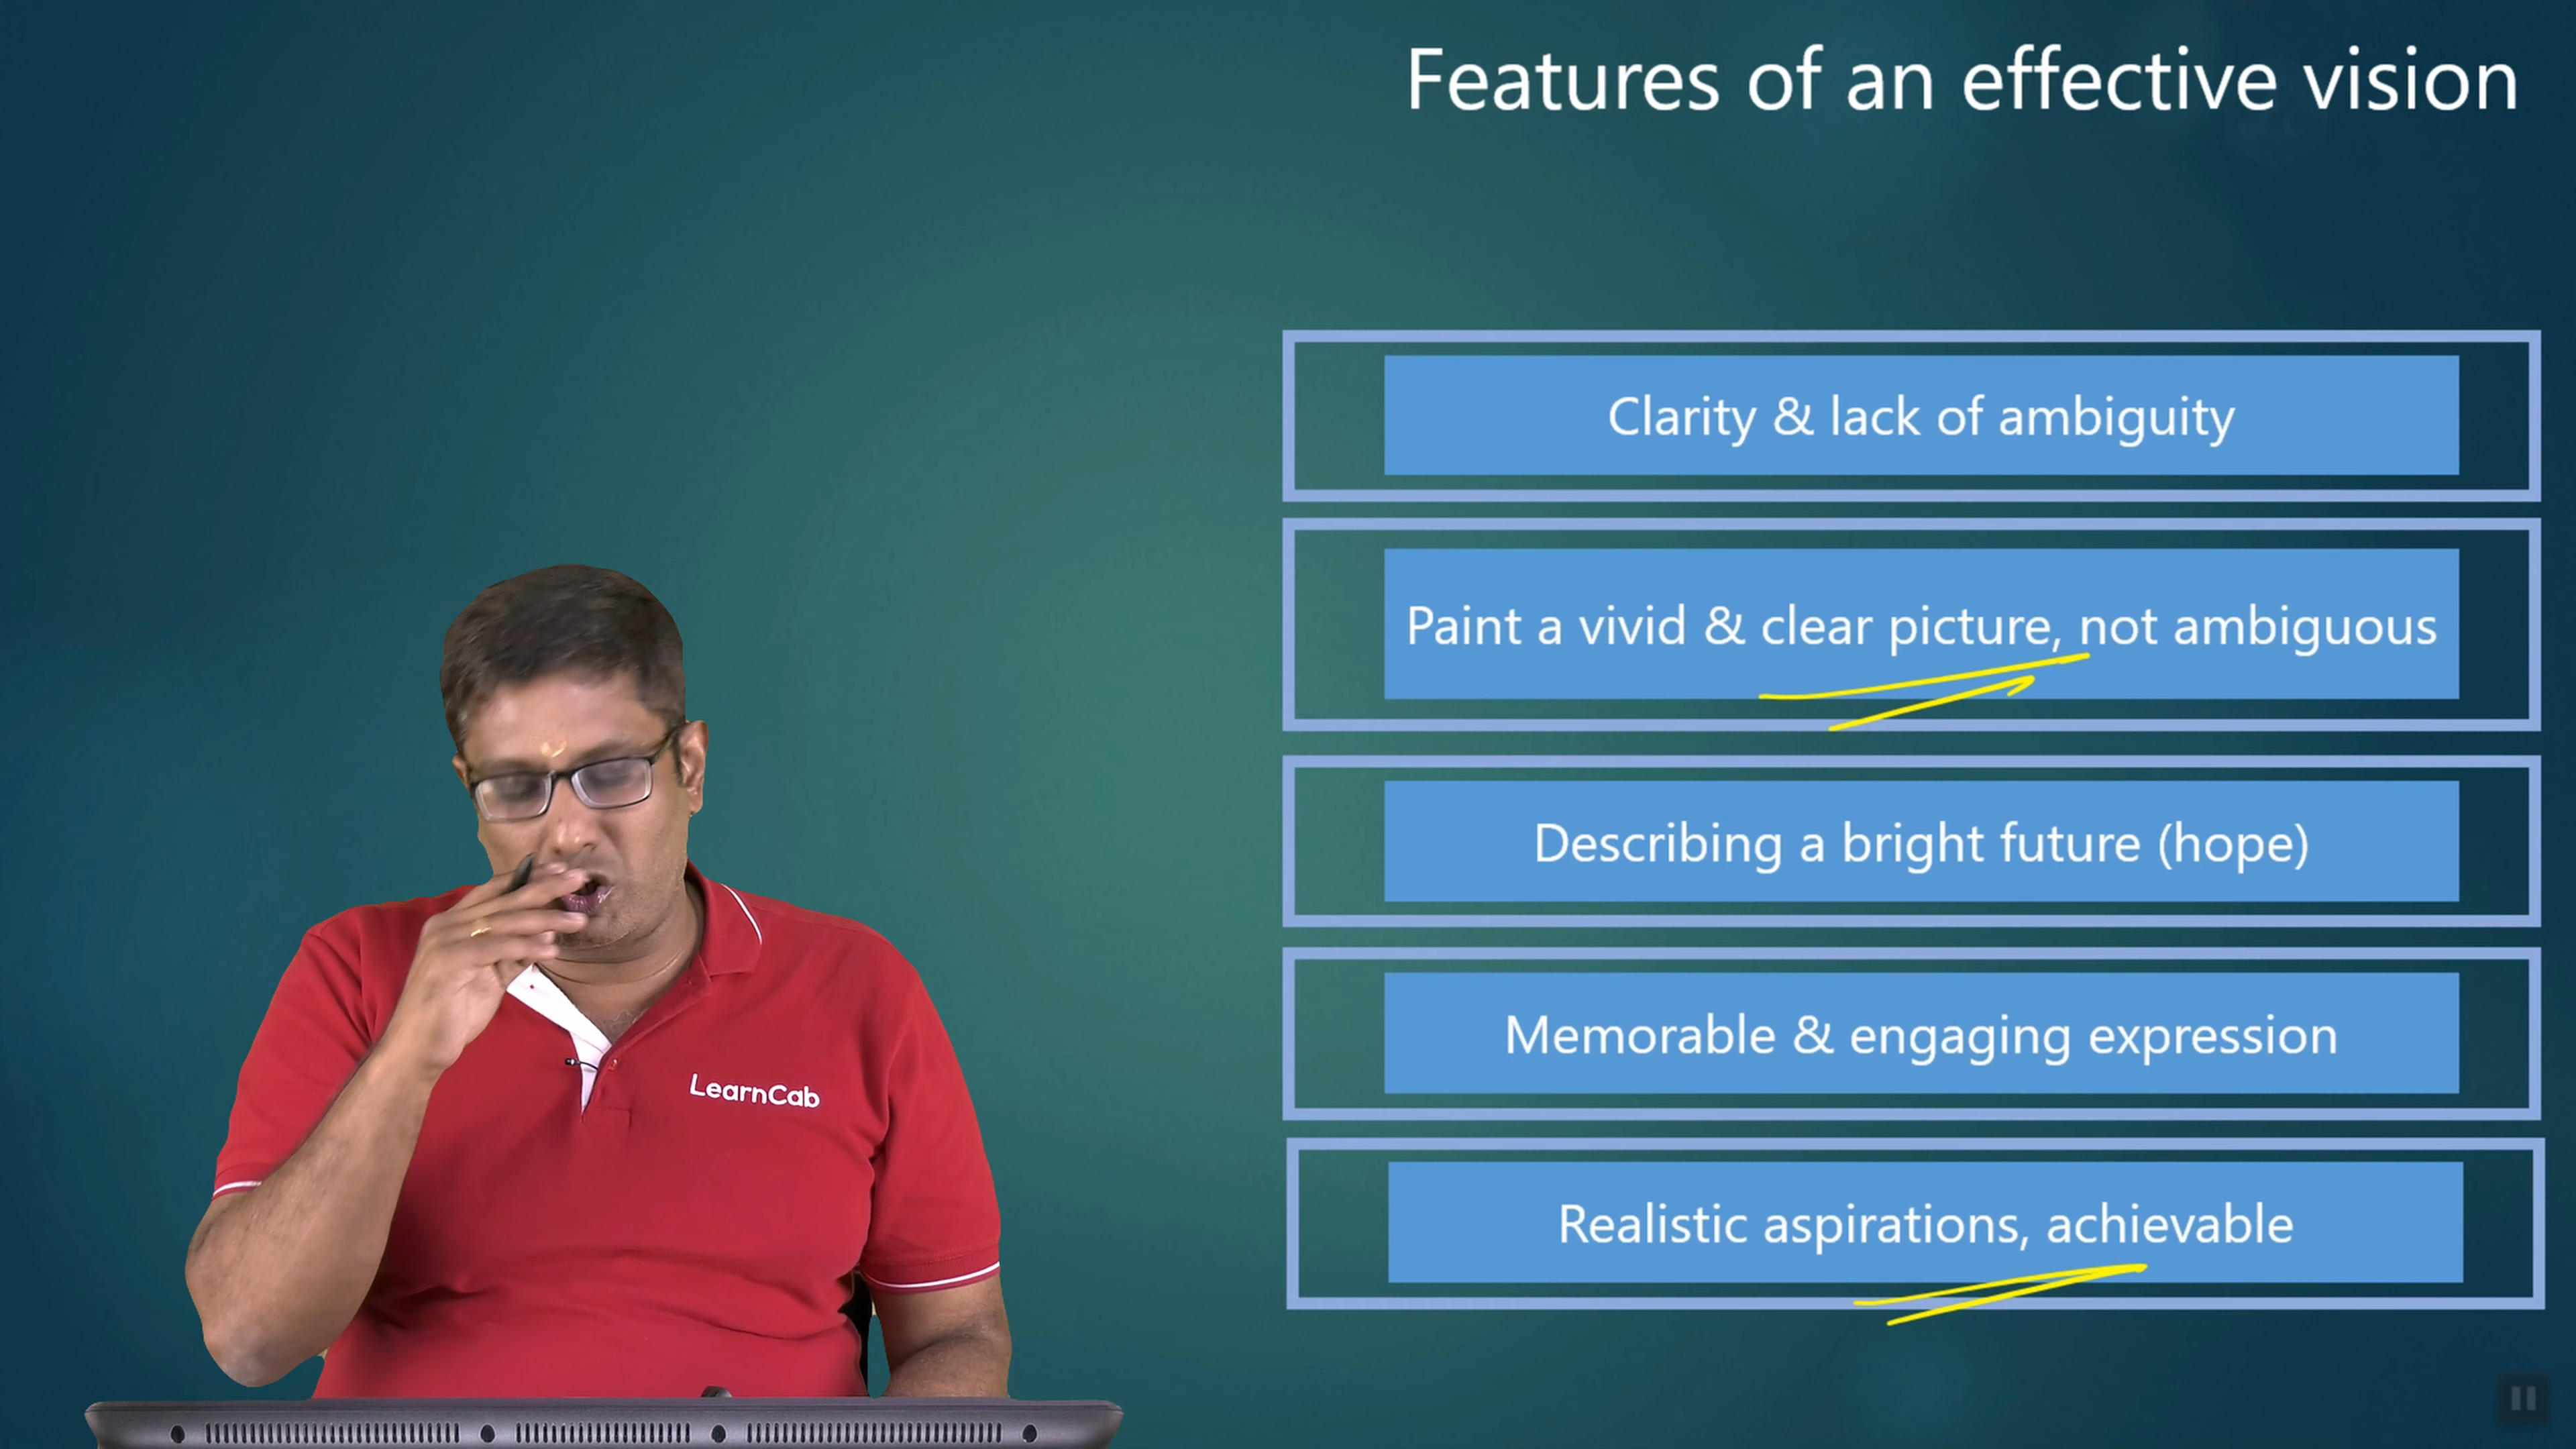 Features of an effective vision
Clarity & lack of ambiguity
Paint a vivid & clear picture, not ambiguous
Describing a bright future (hope)
Memorable & engaging expression
Realistic aspirations, achievable
LearnCab